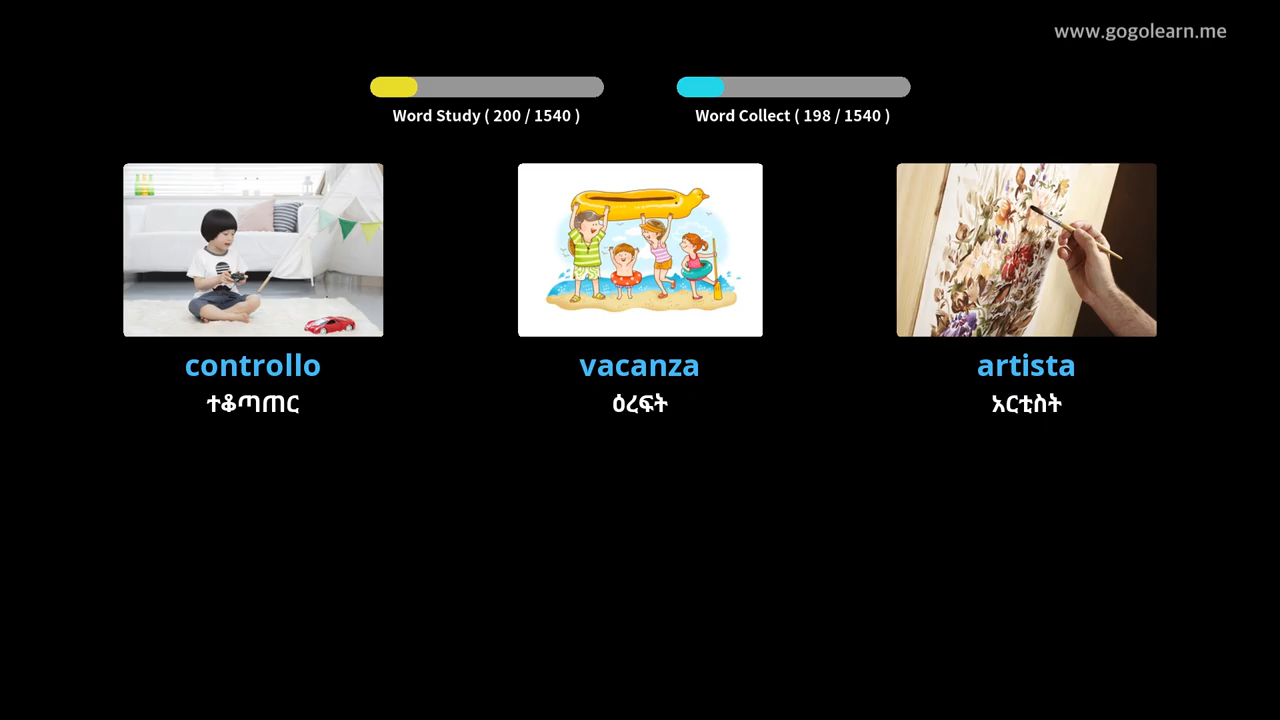 www.gogolearn.me
Word Study ( 200 / 1540 )
Word Collect ( 198 / 1540 )
controllo
ተቆጣጠር
vacanza
ዕረፍት
artista
አርቲስት